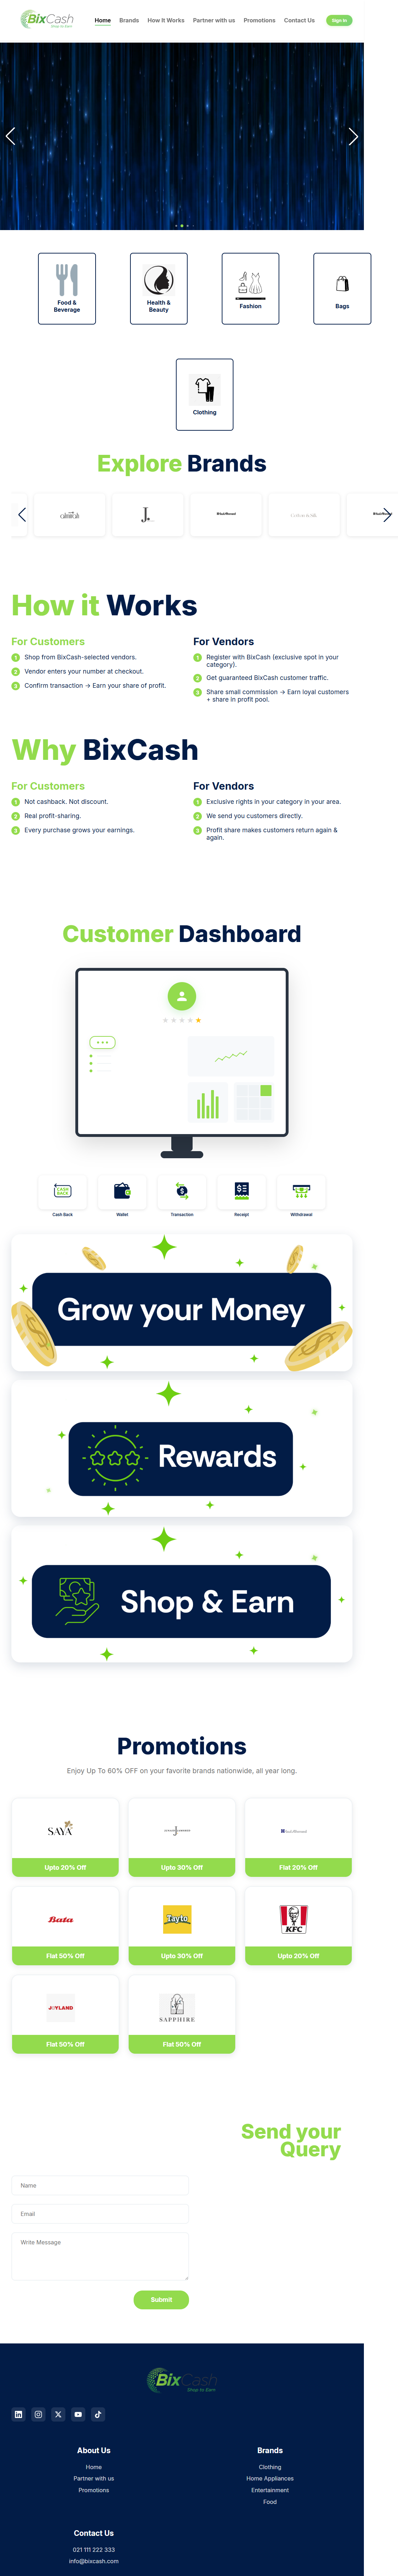 BixCash
Shop to Earn
Home
Brands
How It Works
Partner with us
Promotions
Contact Us
Sign In
Food &
Beverage
Health &
Beauty
Fashion
Bags
Clothing
Explore Brands
J.
How it Works
For Customers
1 Shop from BixCash-selected vendors.
2 Vendor enters your number at checkout.
3 Confirm transaction → Earn your share of profit.
For Vendors
1 Register with BixCash (exclusive spot in your
category).
2 Get guaranteed BixCash customer traffic.
3 Share small commission → Earn loyal customers
+ share in profit pool.
Why BixCash
For Customers
1 Not cashback. Not discount.
2 Real profit-sharing.
3 Every purchase grows your earnings.
For Vendors
1 Exclusive rights in your category in your area.
2 We send you customers directly.
3 Profit share makes customers return again &
again.
Customer Dashboard
CASH
BACK
Cash Back
Wallet
Transaction
Receipt
Withdrawal
Grow your Money
Rewards
Shop & Earn
Promotions
Enjoy Up To 60% OFF on your favorite brands nationwide, all year long.
SAYA
Upto 20% Off
Upto 30% Off
Flat 20% Off
Bata
Flat 50% Off
Tayto
Upto 30% Off
KFC
Upto 20% Off
JOYLAND
Flat 50% Off
SAPPHIRE
Flat 50% Off
Send your
Query
Name
Email
Write Message
Submit
BixCash
Shop to Earn
About Us
Home
Partner with us
Promotions
Brands
Clothing
Home Appliances
Entertainment
Food
Contact Us
021 111 222 333
info@bixcash.com